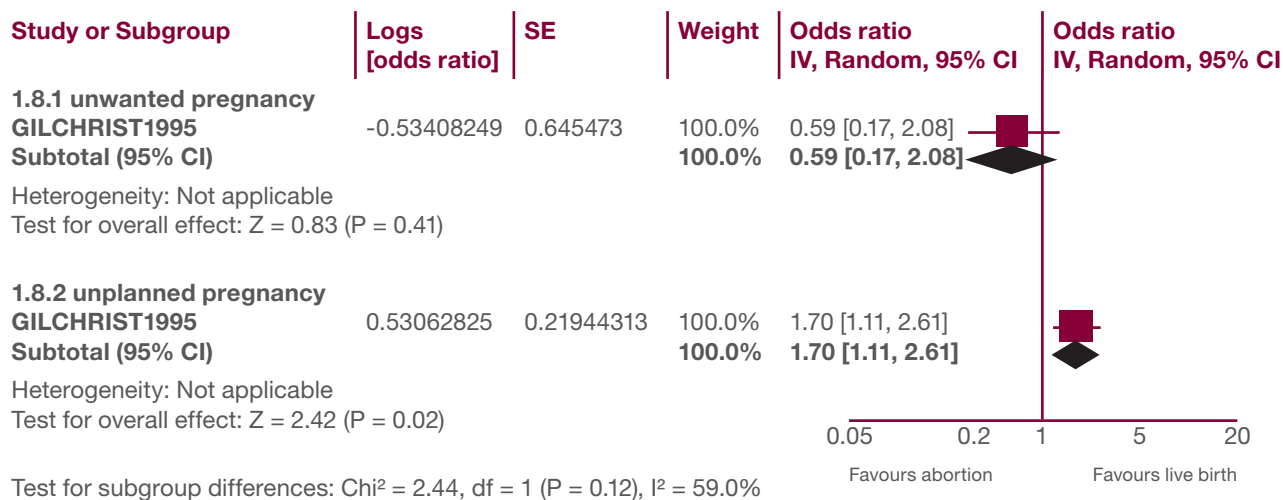 Study or Subgroup Logs SE Weight Odds ratio Odds ratio
[odds ratio] IV, Random, 95% CI IV, Random, 95% CI
1.8.1 unwanted pregnancy
GILCHRIST1995 -0.53408249 0.645473 100.0% 0.59 [0.17, 2.08]
Subtotal (95% CI) 100.0% 0.59 [0.17, 2.08]
Heterogeneity: Not applicable
Test for overall effect: Z = 0.83 (P = 0.41)
1.8.2 unplanned pregnancy
GILCHRIST1995 0.53062825 0.21944313 100.0% 1.70 [1.11, 2.61]
Subtotal (95% CI) 100.0% 1.70 [1.11, 2.61]
Heterogeneity: Not applicable
Test for overall effect: Z = 2.42 (P = 0.02)
0.05 0.2 1 5 20
Favours abortion Favours live birth
Test for subgroup differences: Chi² = 2.44, df = 1 (P = 0.12), I² = 59.0%